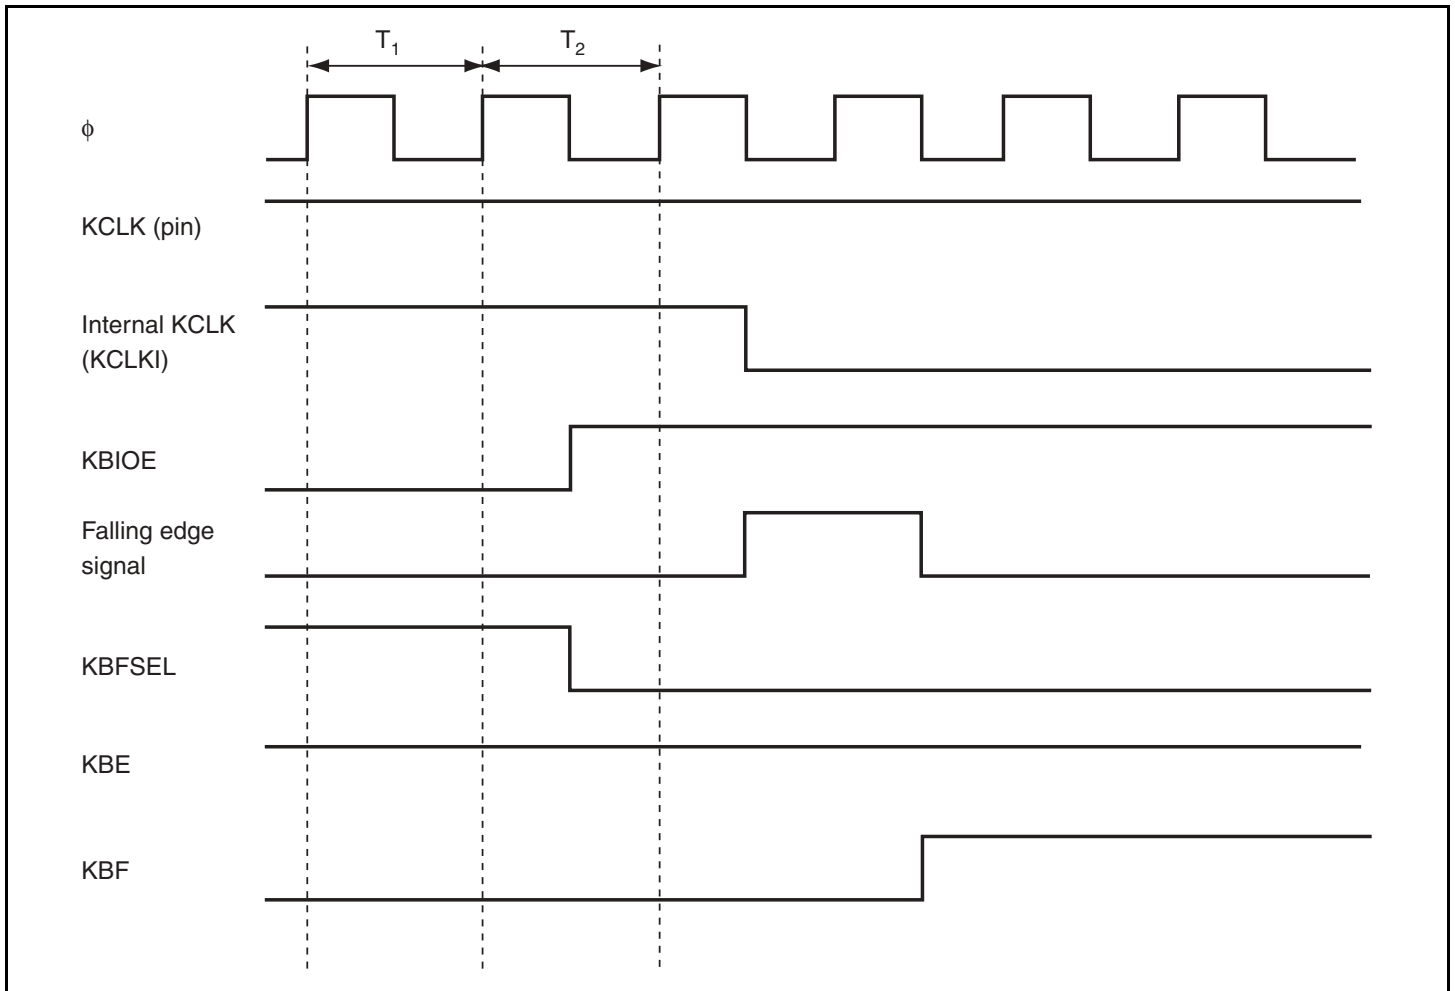 T1
T2
ϕ
KCLK (pin)
Internal KCLK
(KCLKI)
KBIOE
Falling edge
signal
KBFSEL
KBE
KBF